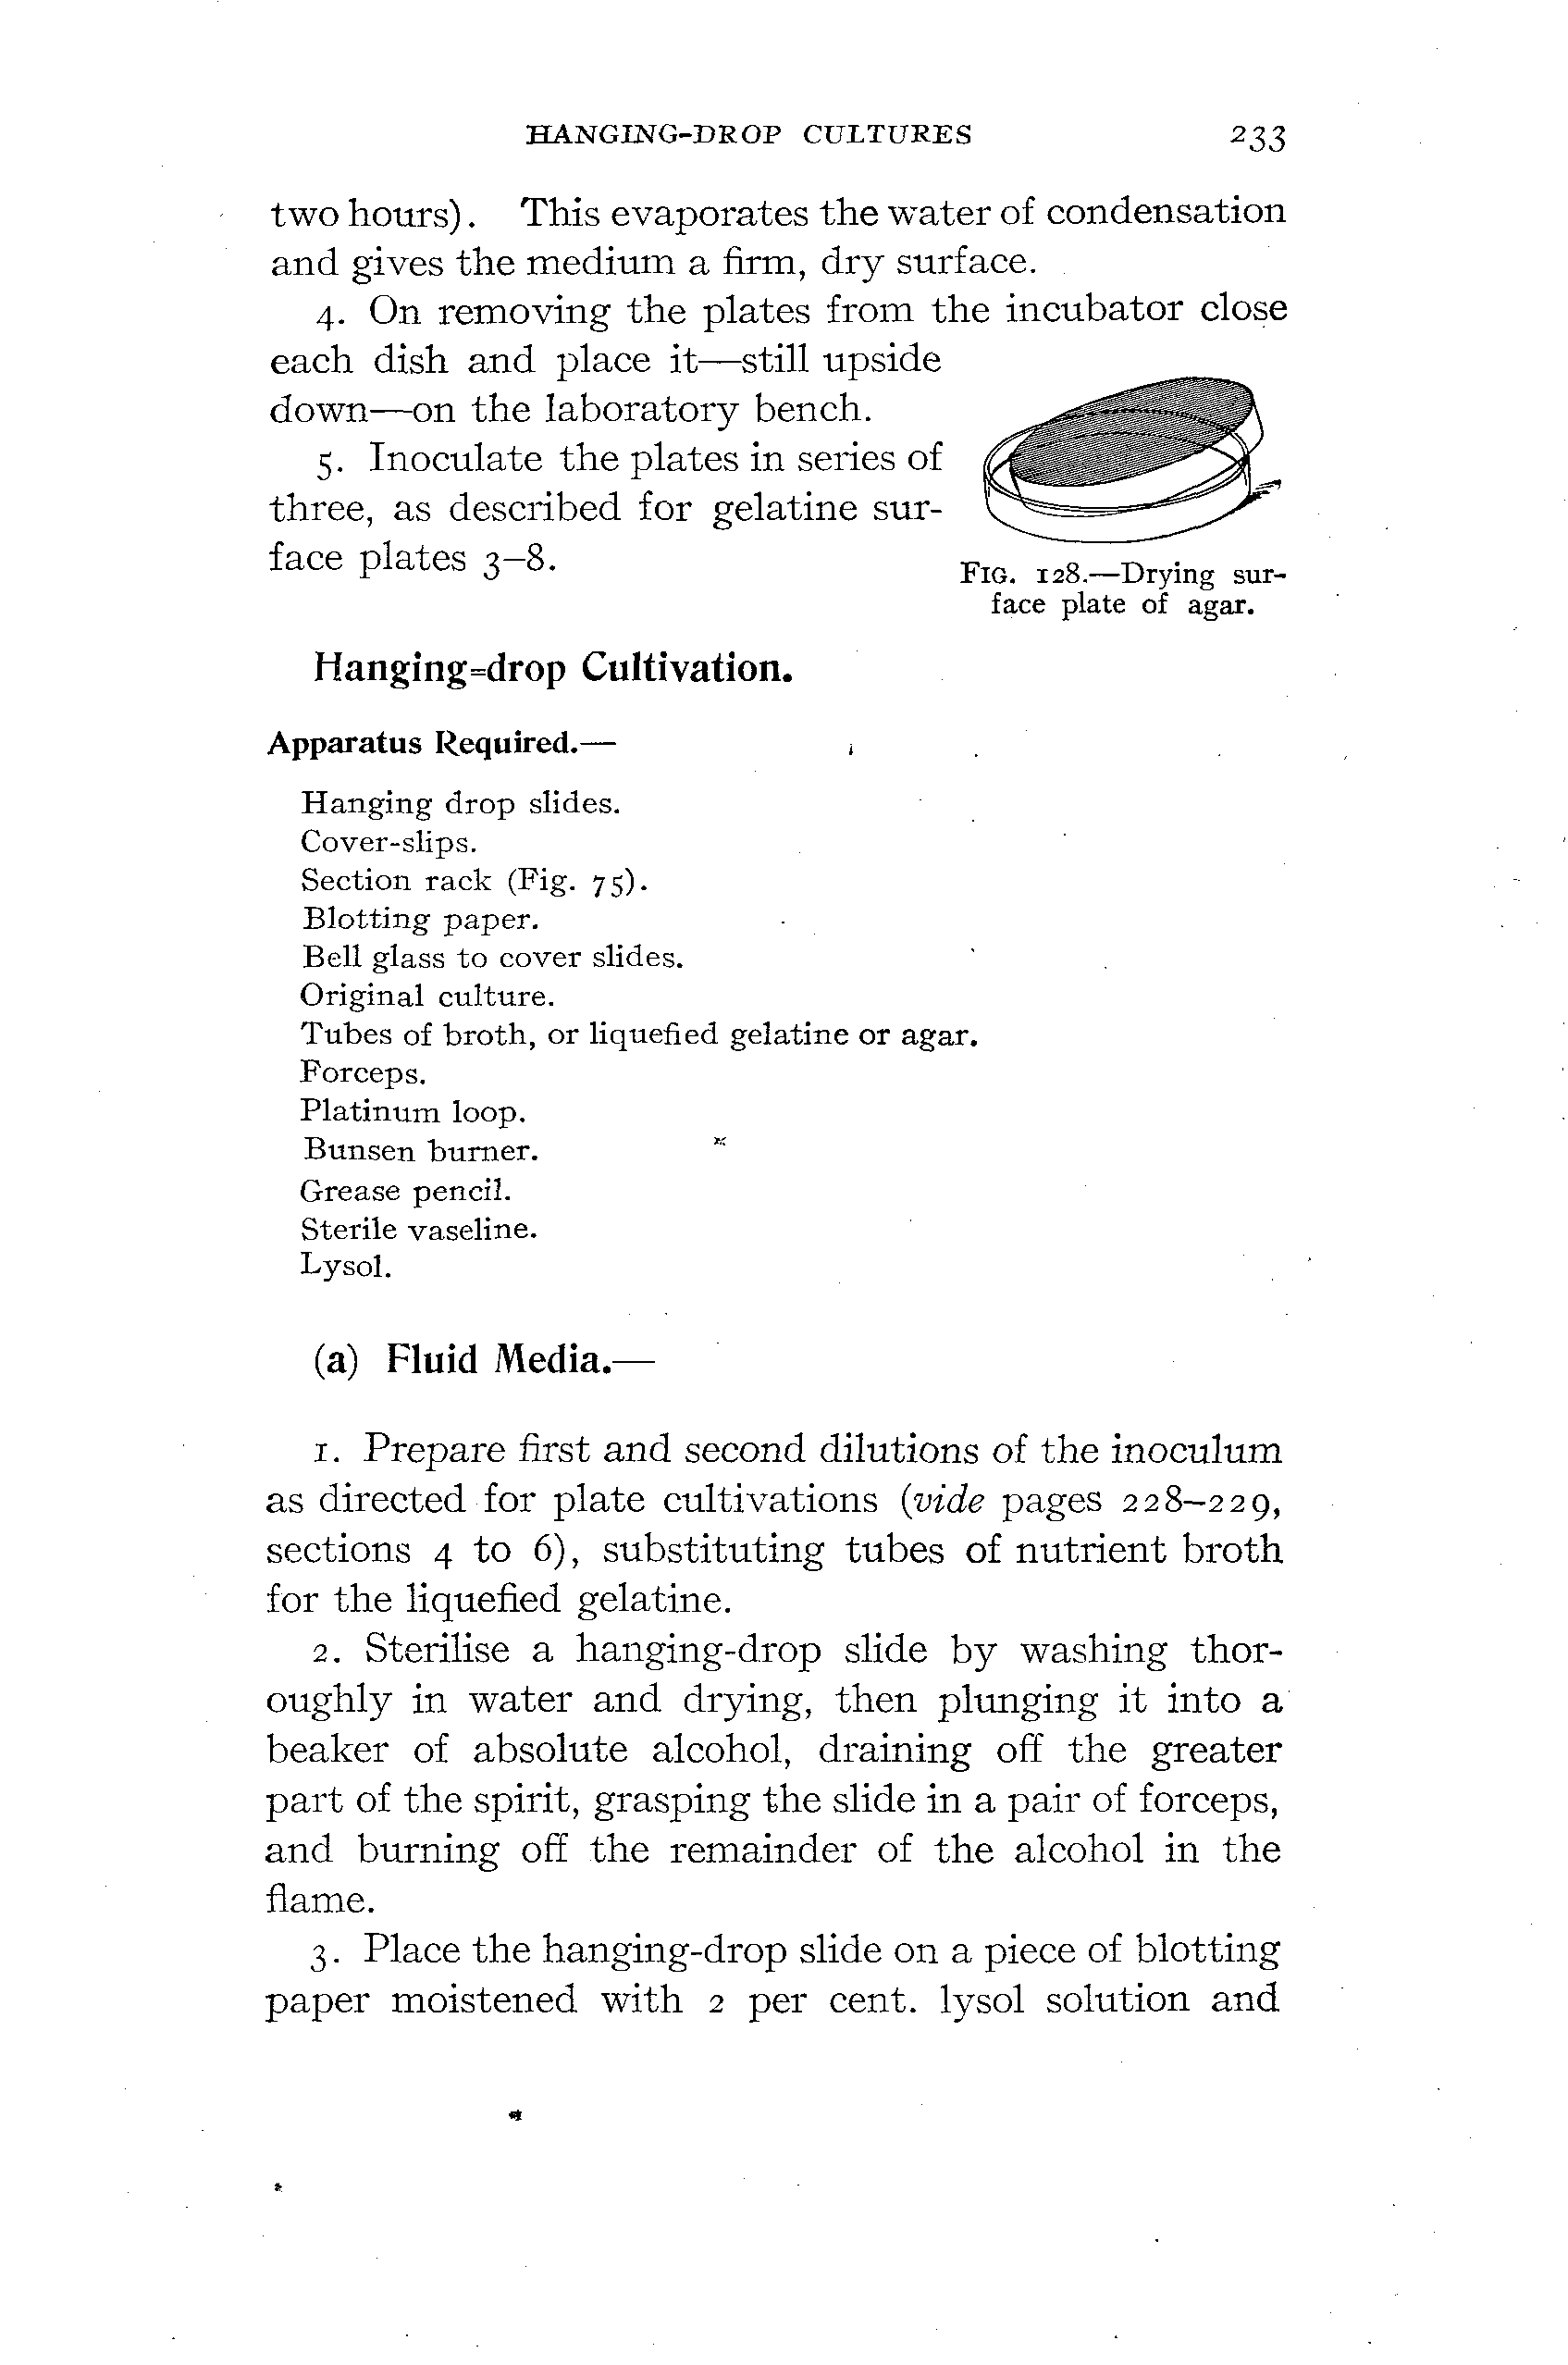 HANGING-DROP CULTURES 233
two hours). This evaporates the water of condensation
and gives the medium a firm, dry surface.
4. On removing the plates from the incubator close
each dish and place it—still upside
down—on the laboratory bench.
5. Inoculate the plates in series of
three, as described for gelatine sur-
face plates 3–8.
FIG. 128.—Drying sur-
face plate of agar.
Hanging=drop Cultivation.
Apparatus Required.—
Hanging drop slides.
Cover-slips.
Section rack (Fig. 75).
Blotting paper.
Bell glass to cover slides.
Original culture.
Tubes of broth, or liquefied gelatine or agar.
Forceps.
Platinum loop.
Bunsen burner.
Grease pencil.
Sterile vaseline.
Lysol.
(a) Fluid Media.—
1. Prepare first and second dilutions of the inoculum
as directed for plate cultivations (vide pages 228–229,
sections 4 to 6), substituting tubes of nutrient broth
for the liquefied gelatine.
2. Sterilise a hanging-drop slide by washing thor-
oughly in water and drying, then plunging it into a
beaker of absolute alcohol, draining off the greater
part of the spirit, grasping the slide in a pair of forceps,
and burning off the remainder of the alcohol in the
flame.
3. Place the hanging-drop slide on a piece of blotting
paper moistened with 2 per cent. lysol solution and